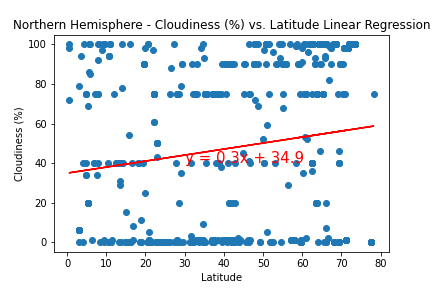 Northern Hemisphere - Cloudiness (%) vs. Latitude Linear Regression
100
80
60
40
20
0
Cloudiness (%)
y = 0.3x + 34.9
0 10 20 30 40 50 60 70 80
Latitude